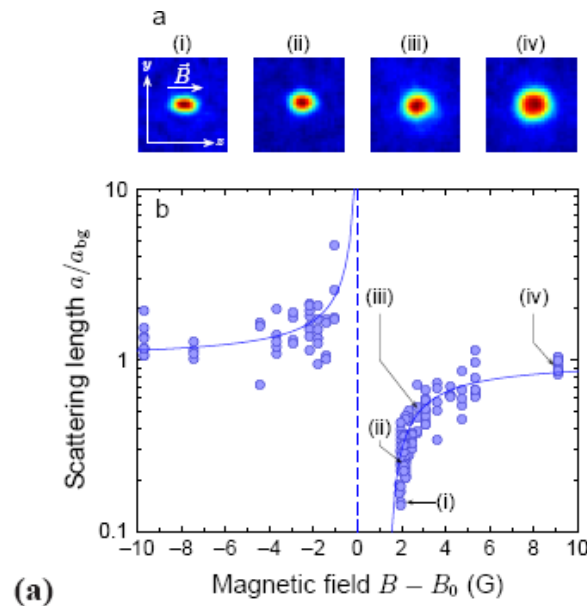 a
(i) (ii) (iii) (iv)
y
B⃗
z
b
10
1
0.1
Scattering length a/a_bg
(iii)
(iv)
(ii)
(i)
−10 −8 −6 −4 −2 0 2 4 6 8 10
Magnetic field B − B₀ (G)
(a)